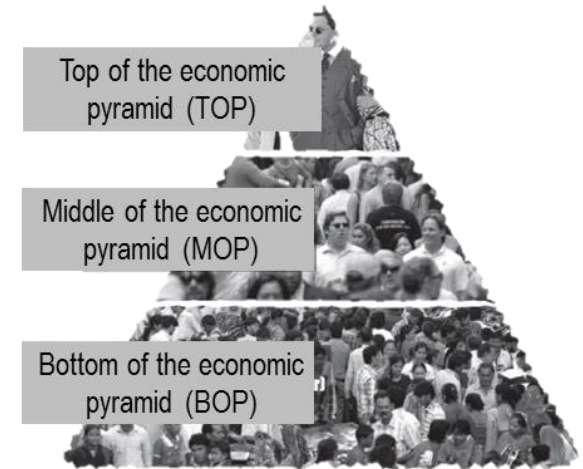 Top of the economic
pyramid (TOP)
Middle of the economic
pyramid (MOP)
Bottom of the economic
pyramid (BOP)